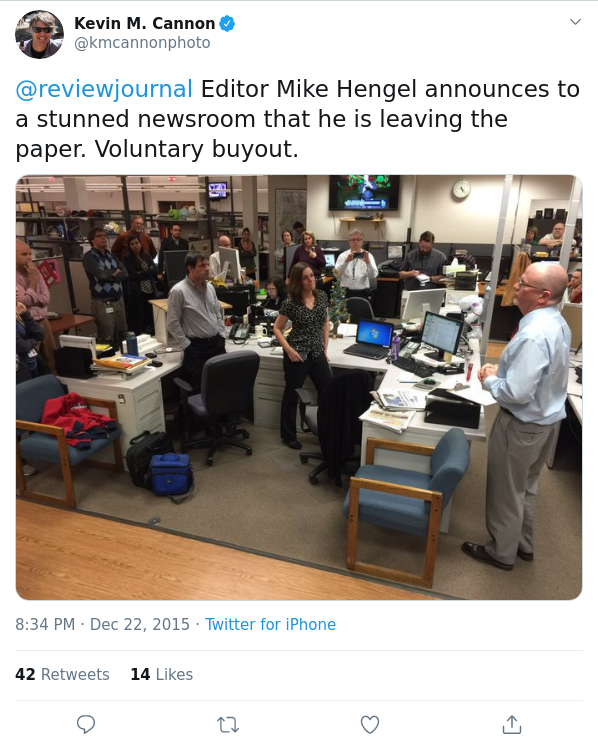 Kevin M. Cannon
@kmcannonphoto
@reviewjournal Editor Mike Hengel announces to
a stunned newsroom that he is leaving the
paper. Voluntary buyout.
8:34 PM · Dec 22, 2015 · Twitter for iPhone
42 Retweets 14 Likes